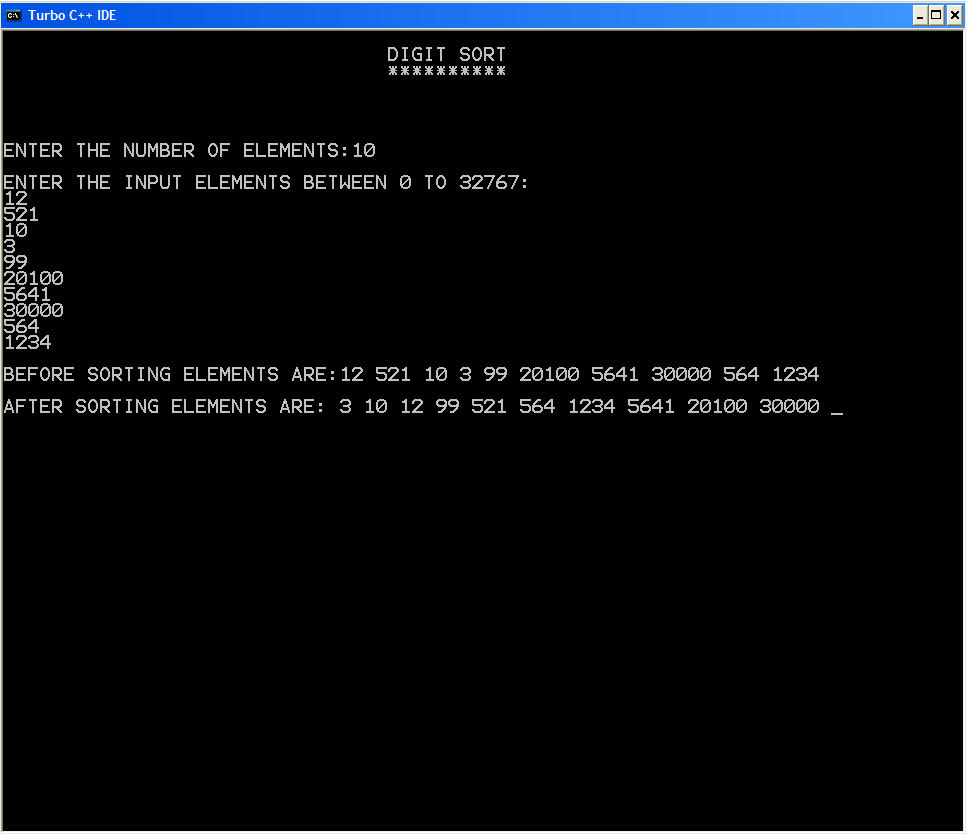 Turbo C++ IDE
DIGIT SORT
**********
ENTER THE NUMBER OF ELEMENTS:10
ENTER THE INPUT ELEMENTS BETWEEN 0 TO 32767:
12
521
10
3
99
20100
5641
30000
564
1234
BEFORE SORTING ELEMENTS ARE:12 521 10 3 99 20100 5641 30000 564 1234
AFTER SORTING ELEMENTS ARE: 3 10 12 99 521 564 1234 5641 20100 30000 _